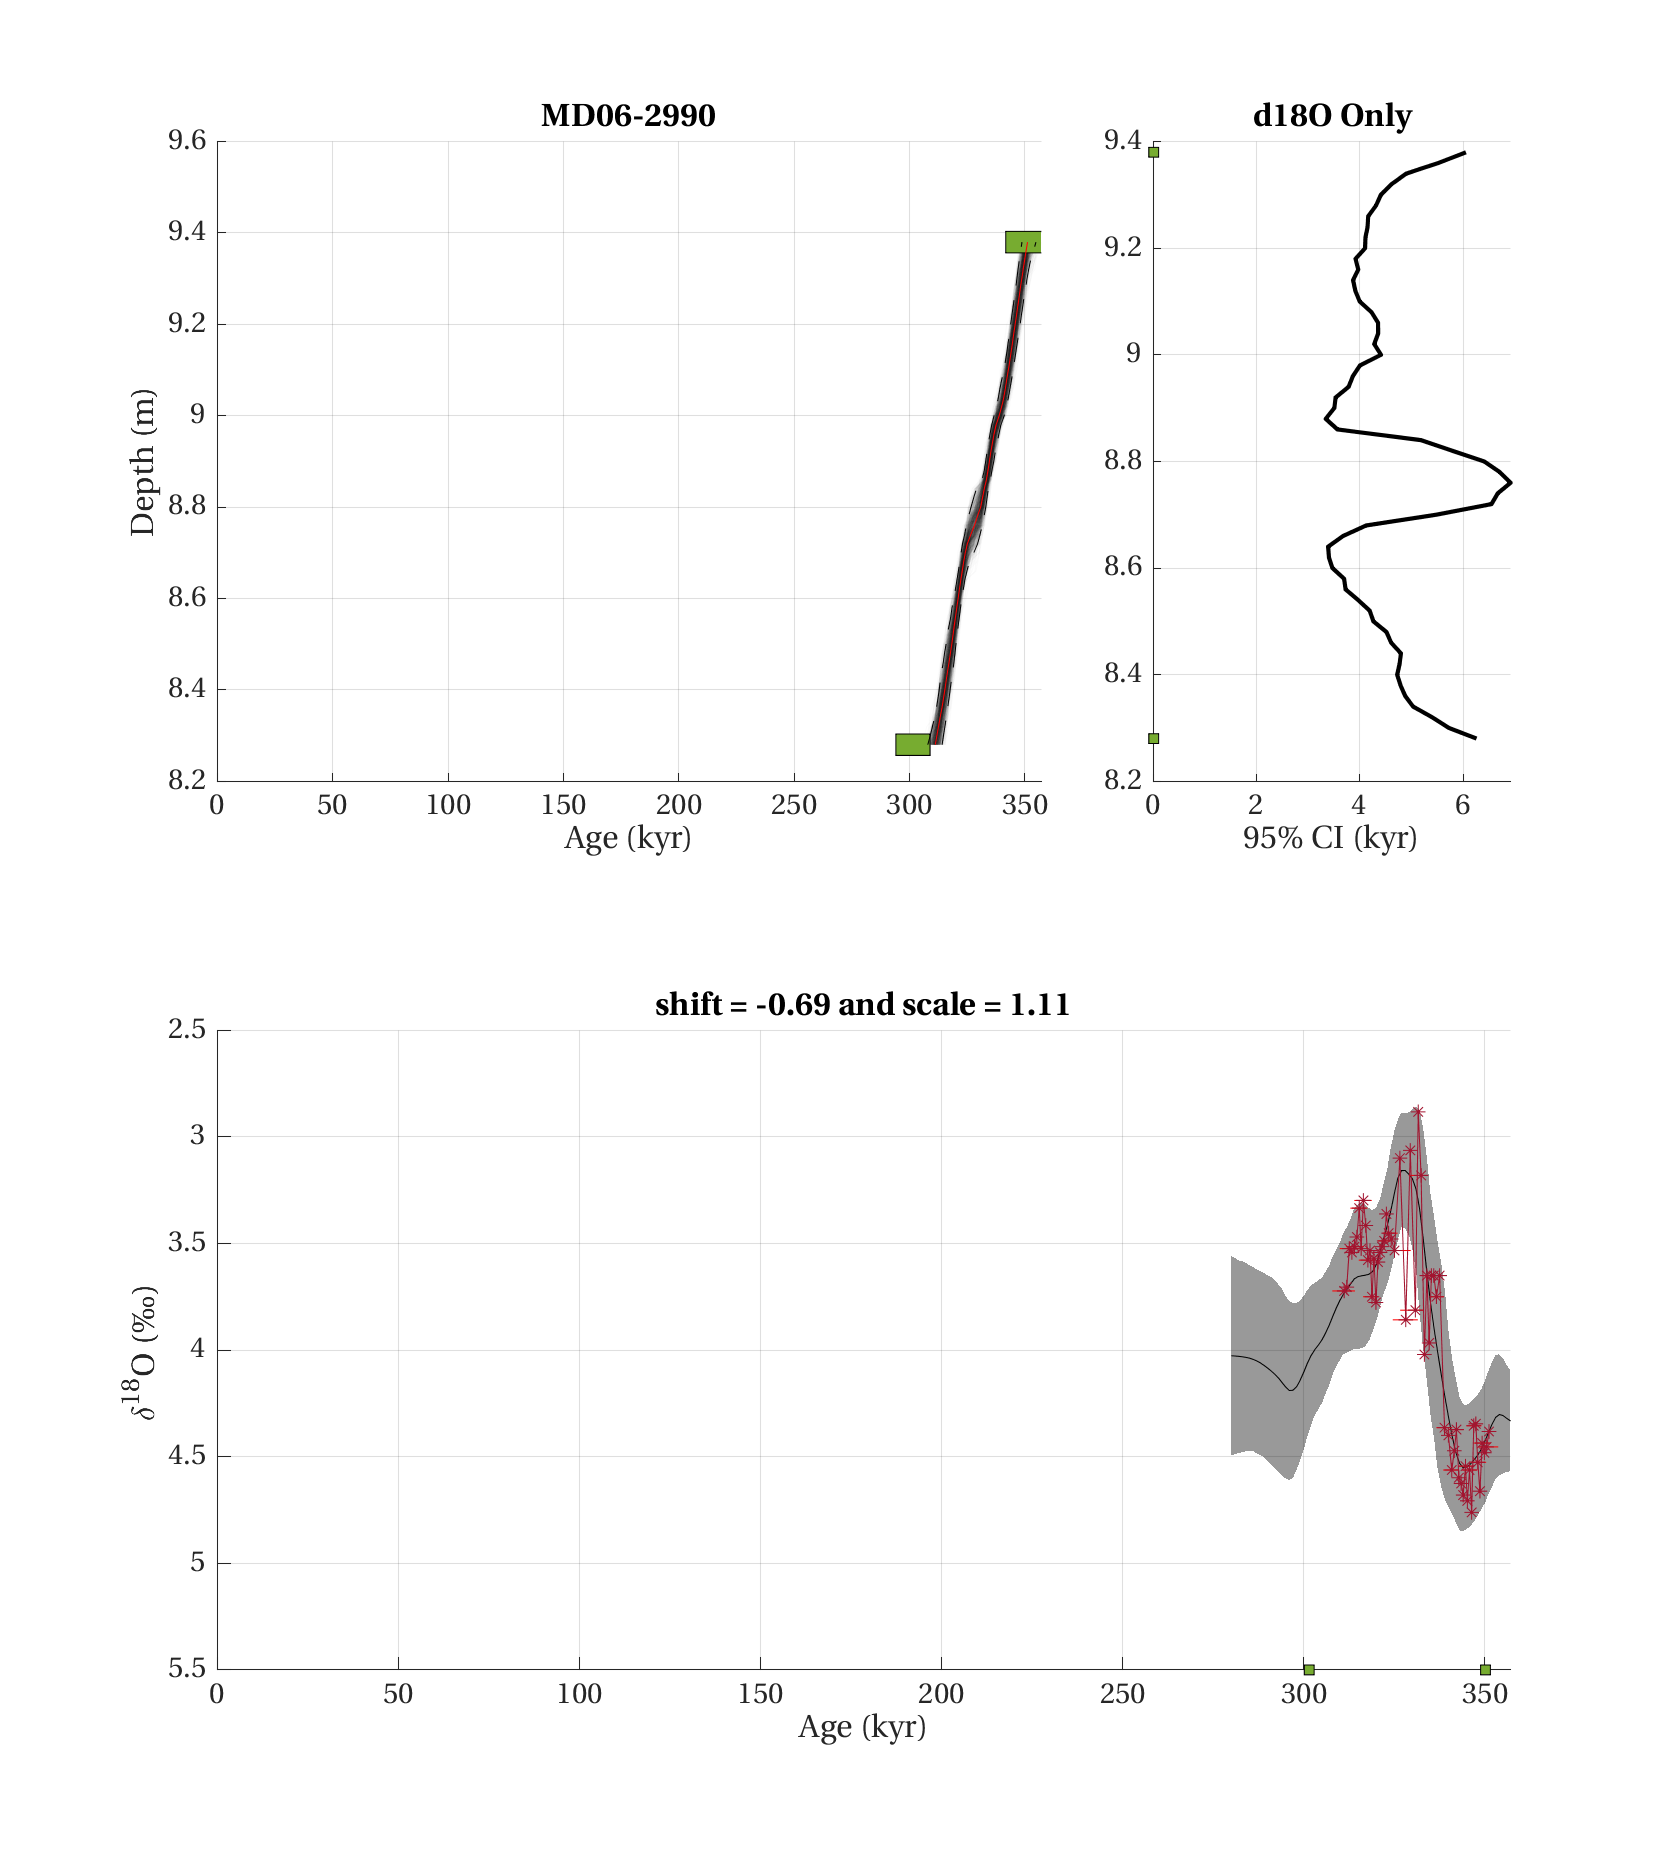 MD06-2990
9.6
9.4
9.2
9
8.8
8.6
8.4
8.2
Depth (m)
0 50 100 150 200 250 300 350
Age (kyr)
d18O Only
9.4
9.2
9
8.8
8.6
8.4
8.2
0 2 4 6
95% CI (kyr)
shift = -0.69 and scale = 1.11
2.5
3
3.5
4
4.5
5
5.5
δ¹⁸O (‰)
0 50 100 150 200 250 300 350
Age (kyr)